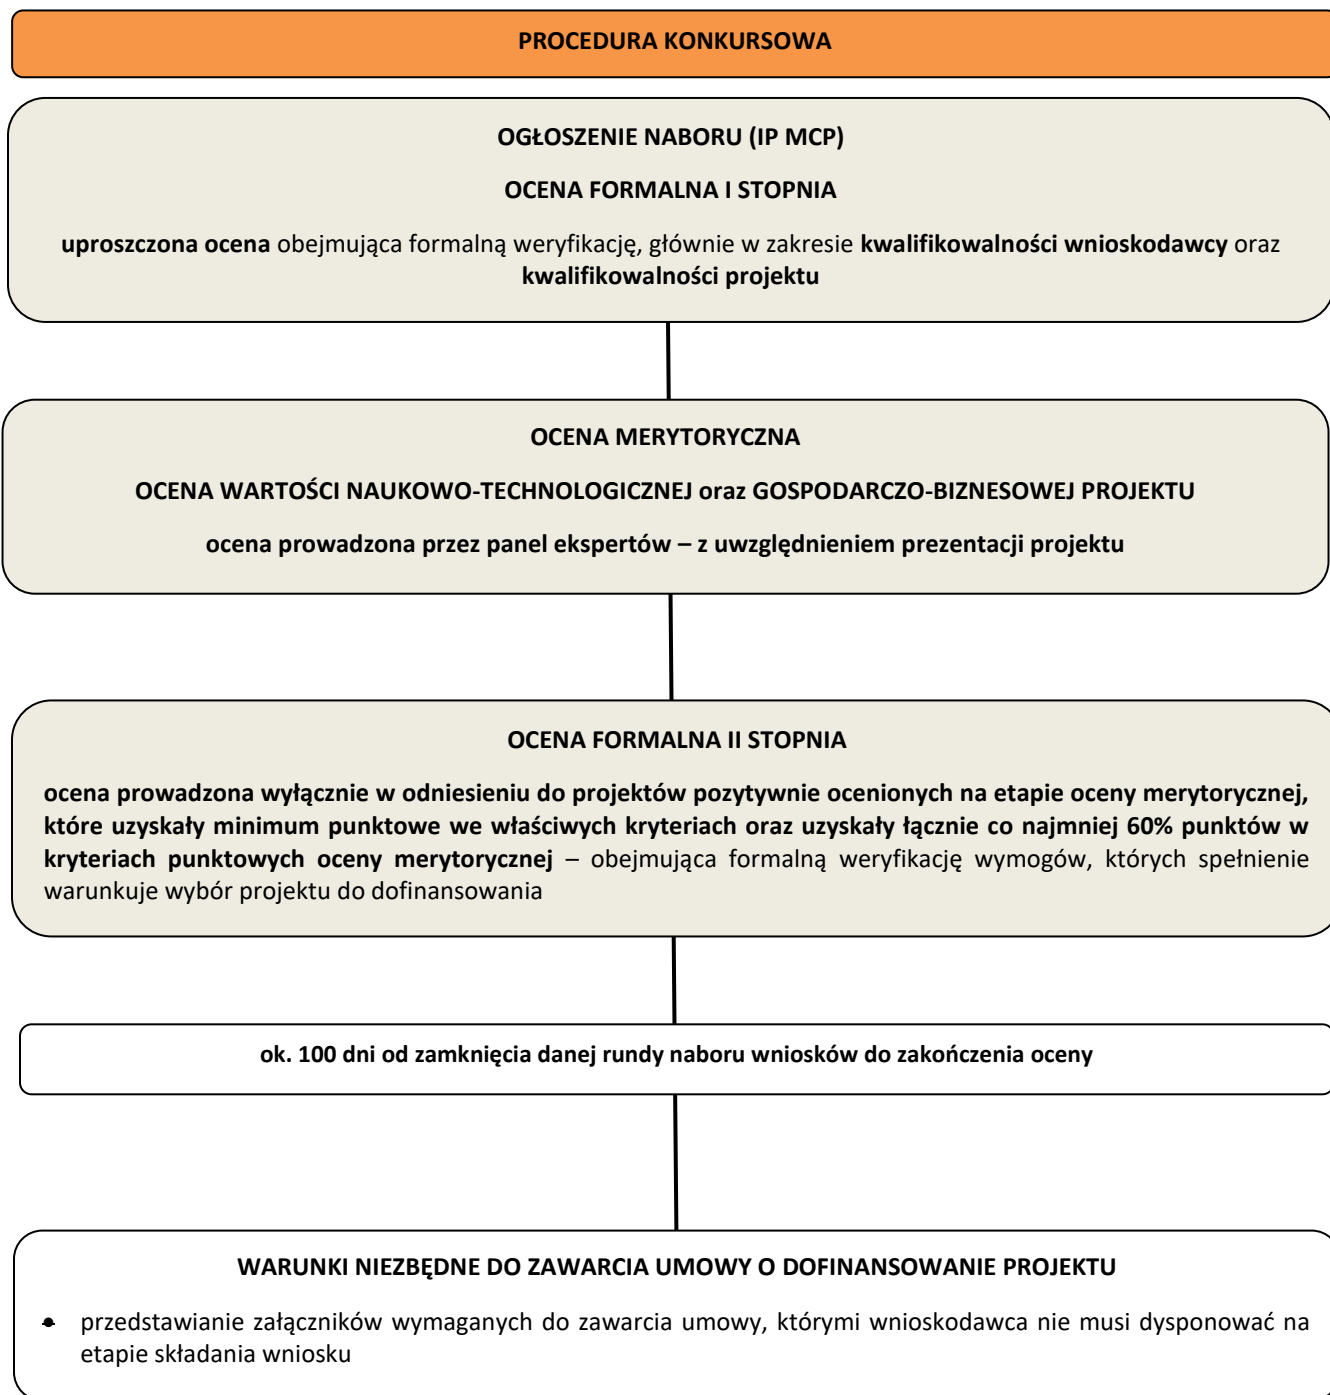 PROCEDURA KONKURSOWA
OGŁOSZENIE NABORU (IP MCP)
OCENA FORMALNA I STOPNIA
uproszczona ocena obejmująca formalną weryfikację, głównie w zakresie kwalifikowalności wnioskodawcy oraz
kwalifikowalności projektu
OCENA MERYTORYCZNA
OCENA WARTOŚCI NAUKOWO-TECHNOLOGICZNEJ oraz GOSPODARCZO-BIZNESOWEJ PROJEKTU
ocena prowadzona przez panel ekspertów – z uwzględnieniem prezentacji projektu
OCENA FORMALNA II STOPNIA
ocena prowadzona wyłącznie w odniesieniu do projektów pozytywnie ocenionych na etapie oceny merytorycznej,
które uzyskały minimum punktowe we właściwych kryteriach oraz uzyskały łącznie co najmniej 60% punktów w
kryteriach punktowych oceny merytorycznej – obejmująca formalną weryfikację wymogów, których spełnienie
warunkuje wybór projektu do dofinansowania
ok. 100 dni od zamknięcia danej rundy naboru wniosków do zakończenia oceny
WARUNKI NIEZBĘDNE DO ZAWARCIA UMOWY O DOFINANSOWANIE PROJEKTU
• przedstawianie załączników wymaganych do zawarcia umowy, którymi wnioskodawca nie musi dysponować na
etapie składania wniosku